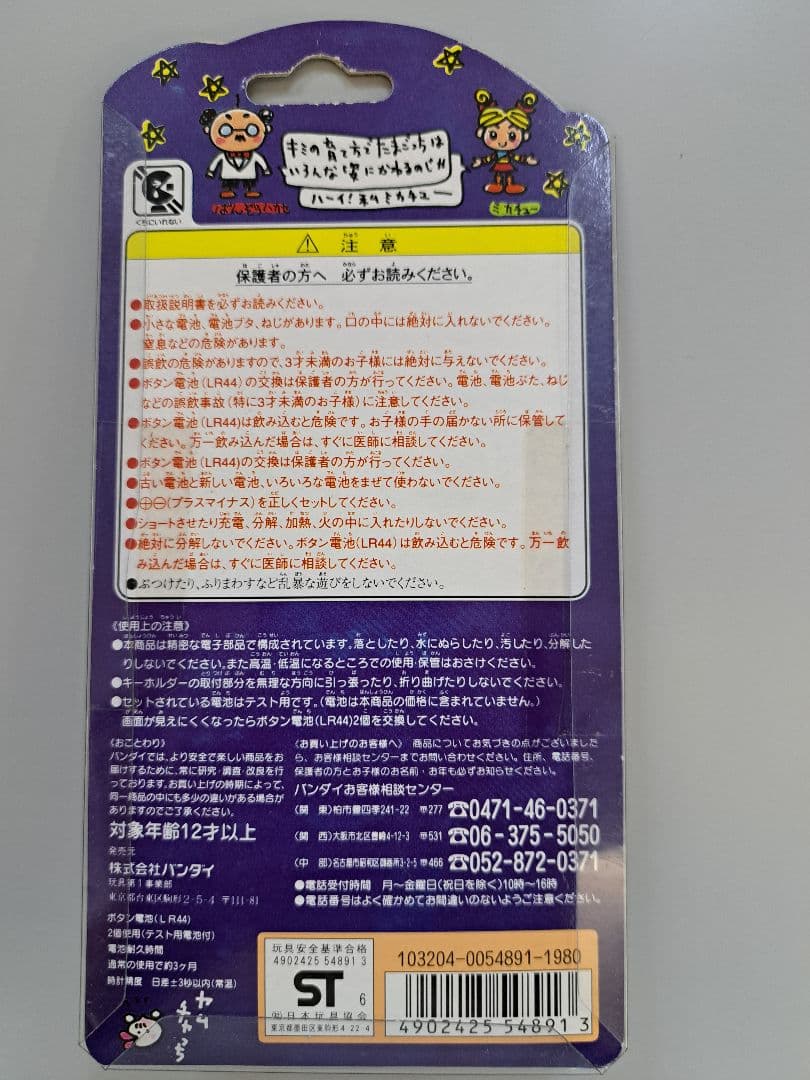 キミの育て方でたまごっちは
いろんな姿にかわるのじゃ!!
ハーイ!私ミカチュー
ばんぞうはかせ
ミカチュー
くちにいれない
⚠ 注意
保護者の方へ 必ずお読みください。
●取扱説明書を必ずお読みください。
●小さな電池、電池ブタ、ねじがあります。口の中には絶対に入れないでください。
窒息などの危険があります。
●誤飲の危険がありますので、3才未満のお子様には絶対に与えないでください。
●ボタン電池(LR44)の交換は保護者の方が行ってください。電池、電池ぶた、ねじ
などの誤飲事故(特に3才未満のお子様)に注意してください。
●ボタン電池(LR44)は飲み込むと危険です。お子様の手の届かない所に保管して
ください。万一飲み込んだ場合は、すぐに医師に相談してください。
●ボタン電池(LR44)の交換は保護者の方が行ってください。
●古い電池と新しい電池、いろいろな電池をまぜて使わないでください。
●⊕⊖(プラスマイナス)を正しくセットしてください。
●ショートさせたり充電、分解、加熱、火の中に入れたりしないでください。
●絶対に分解しないでください。ボタン電池(LR44)は飲み込むと危険です。万一飲
み込んだ場合は、すぐに医師に相談してください。
●ぶつけたり、ふりまわすなど乱暴な遊びをしないでください。
《使用上の注意》
●本商品は精密な電子部品で構成されています。落としたり、水にぬらしたり、汚したり、分解した
りしないでください。また高温・低温になるところでの使用・保管はおさけください。
●キーホルダーの取付部分を無理な方向に引っ張ったり、折り曲げたりしないでください。
●セットされている電池はテスト用です。(電池は本商品の価格に含まれていません。)
画面が見えにくくなったらボタン電池(LR44)2個を交換してください。
〈おことわり〉
バンダイでは、より安全で楽しい商品をお
届けするために、常に研究・調査・改良を行
っております。お買い上げの時期によって、
同一商品の中にも多少の違いがある場合が
ありますのでご了承ください。
対象年齢12才以上
発売元
株式会社バンダイ
玩具第1事業部
東京都台東区駒形2-5-4 〒111-81
ボタン電池(LR44)
2個使用(テスト用電池付)
電池耐久時間
通常の使用で約3ヶ月
時計精度 日差±3秒以内(常温)
〈お買い上げのお客様へ〉 商品についてお気づきの点がございました
ら、お客様相談センターまでお問い合わせください。住所、電話番号、
保護者の方とお子様のお名前・お年も必ずお知らせください。
バンダイお客様相談センター
(関 東)柏市豊四季241-22 〒277 ☎0471-46-0371
(関 西)大阪市北区豊崎4-12-3 〒531 ☎06-375-5050
(中 部)名古屋市昭和区御器所3-2-5 〒466 ☎052-872-0371
●電話受付時間 月〜金曜日(祝日を除く)10時〜16時
●電話番号はよく確かめてお間違いのないようご注意ください。
玩具安全基準合格
4902425 54891 3
ST 6
㈳日本玩具協会
東京都墨田区東駒形4-22-4
103204-0054891-1980
4902425 548913